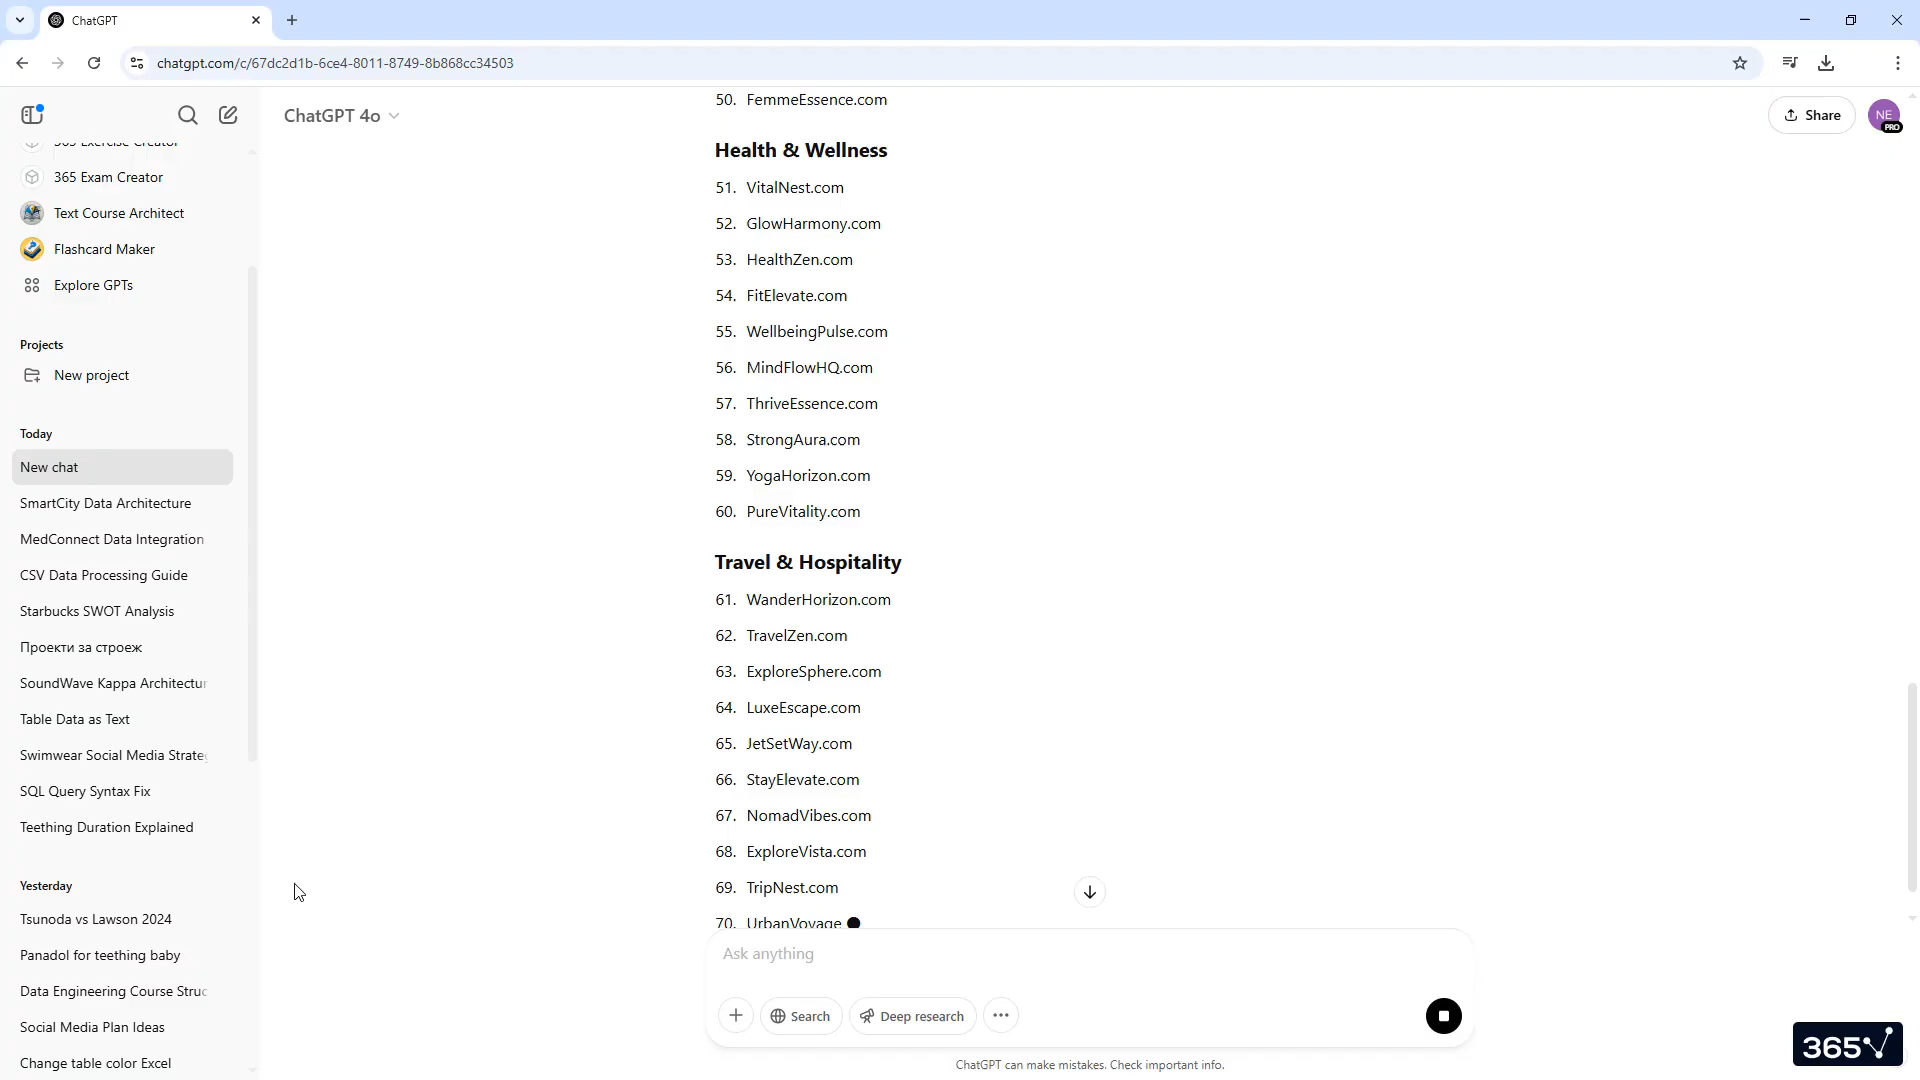 ChatGPT
chatgpt.com/c/67dc2d1b-6ce4-8011-8749-8b868cc34503
ChatGPT 4o
Share
NE
PRO
365 Exercise Creator
365 Exam Creator
Text Course Architect
Flashcard Maker
Explore GPTs
Projects
New project
Today
New chat
SmartCity Data Architecture
MedConnect Data Integration
CSV Data Processing Guide
Starbucks SWOT Analysis
Проекти за строеж
SoundWave Kappa Architectur
Table Data as Text
Swimwear Social Media Strate
SQL Query Syntax Fix
Teething Duration Explained
Yesterday
Tsunoda vs Lawson 2024
Panadol for teething baby
Data Engineering Course Struc
Social Media Plan Ideas
Change table color Excel
50. FemmeEssence.com
Health & Wellness
51. VitalNest.com
52. GlowHarmony.com
53. HealthZen.com
54. FitElevate.com
55. WellbeingPulse.com
56. MindFlowHQ.com
57. ThriveEssence.com
58. StrongAura.com
59. YogaHorizon.com
60. PureVitality.com
Travel & Hospitality
61. WanderHorizon.com
62. TravelZen.com
63. ExploreSphere.com
64. LuxeEscape.com
65. JetSetWay.com
66. StayElevate.com
67. NomadVibes.com
68. ExploreVista.com
69. TripNest.com
70. UrbanVoyage
Ask anything
Search
Deep research
ChatGPT can make mistakes. Check important info.
365